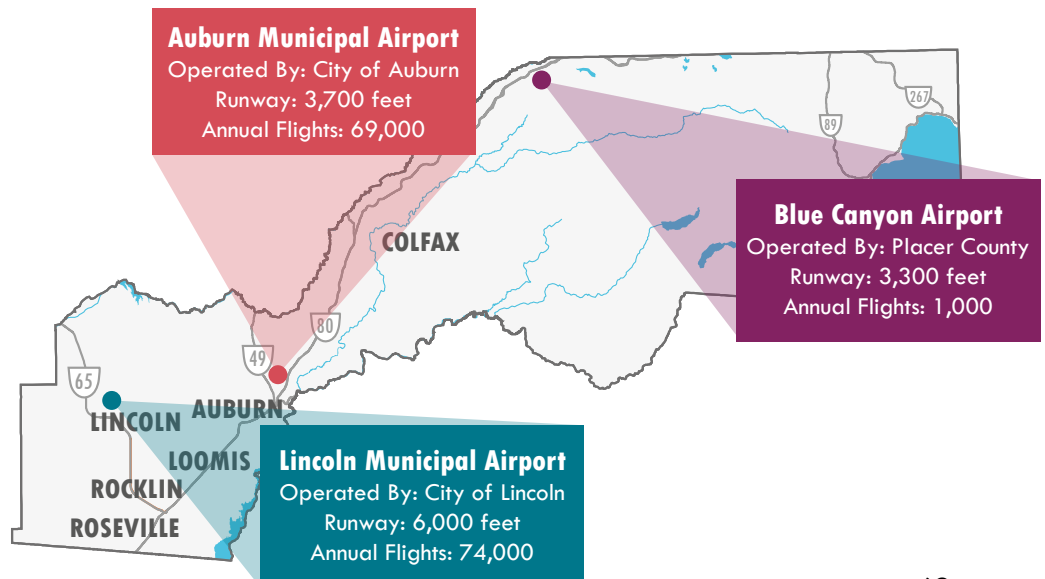 Auburn Municipal Airport
Operated By: City of Auburn
Runway: 3,700 feet
Annual Flights: 69,000
267
89
Blue Canyon Airport
Operated By: Placer County
Runway: 3,300 feet
Annual Flights: 1,000
COLFAX
80
49
65
AUBURN
LINCOLN
LOOMIS
ROCKLIN
ROSEVILLE
Lincoln Municipal Airport
Operated By: City of Lincoln
Runway: 6,000 feet
Annual Flights: 74,000